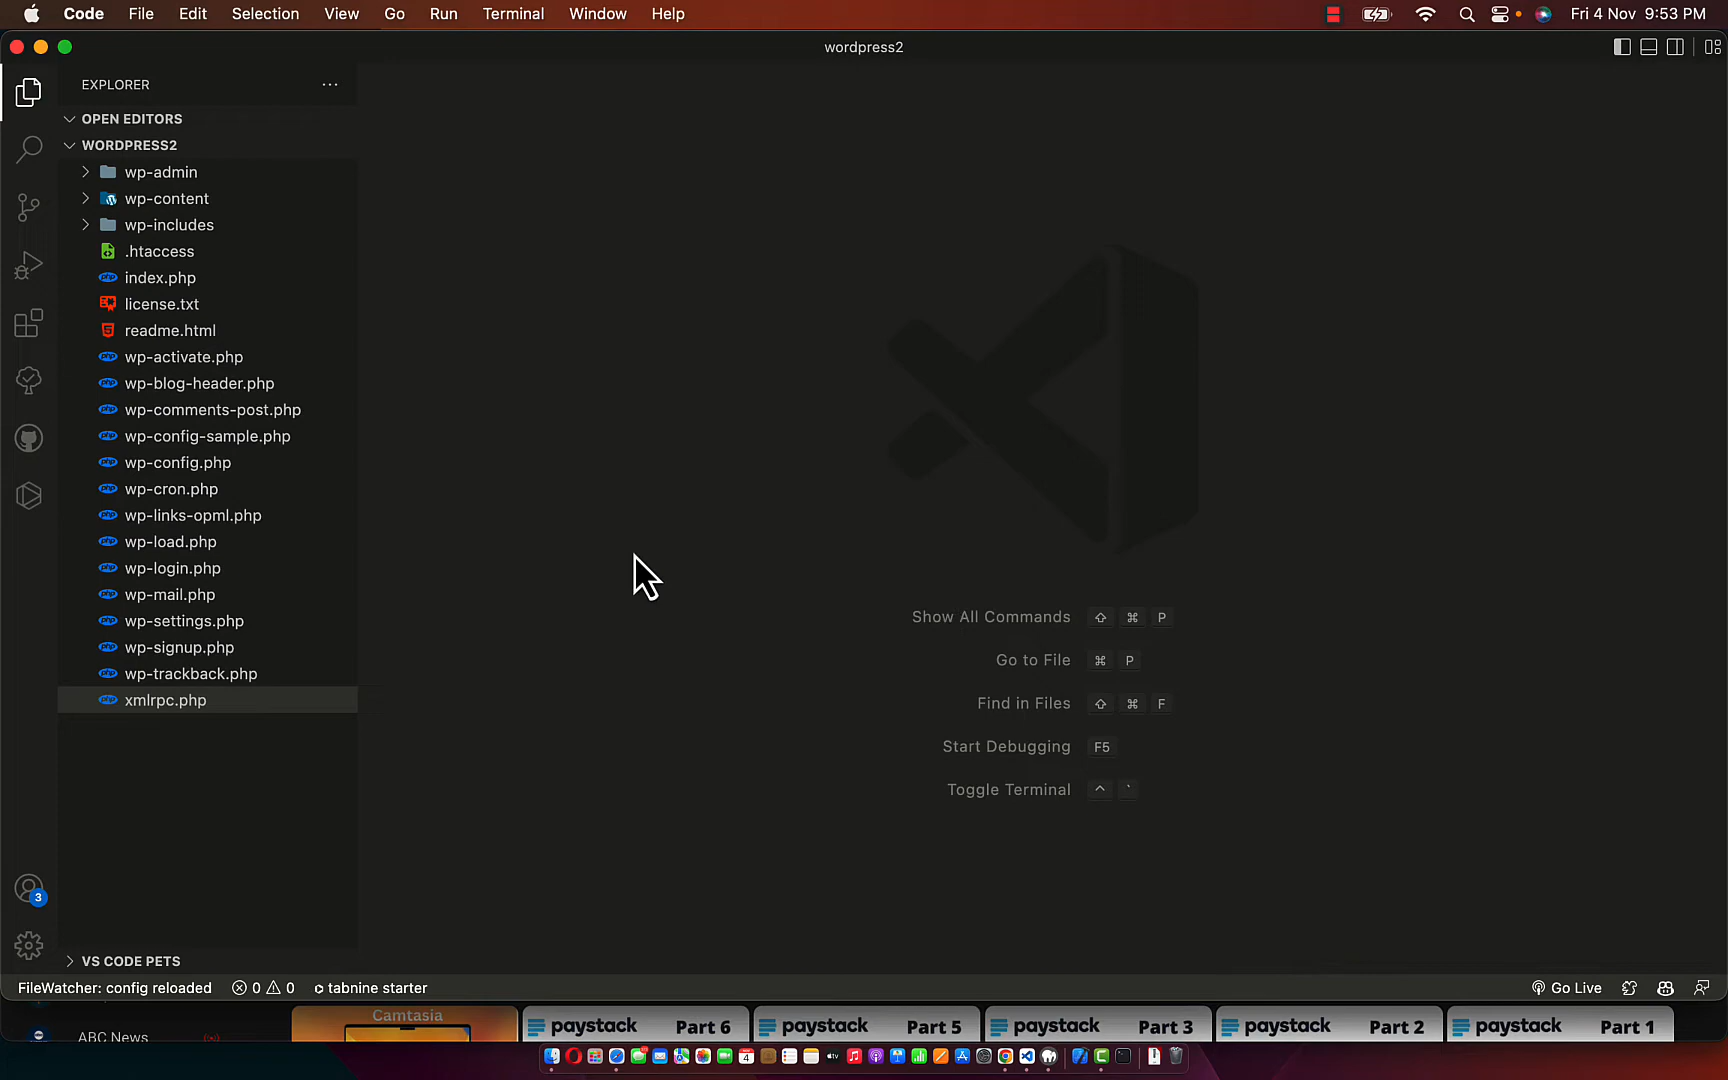 Code File Edit Selection View Go Run Terminal Window Help Fri 4 Nov 9:53 PM
wordpress2
EXPLORER
OPEN EDITORS
WORDPRESS2
wp-admin
wp-content
wp-includes
.htaccess
index.php
license.txt
readme.html
wp-activate.php
wp-blog-header.php
wp-comments-post.php
wp-config-sample.php
wp-config.php
wp-cron.php
wp-links-opml.php
wp-load.php
wp-login.php
wp-mail.php
wp-settings.php
wp-signup.php
wp-trackback.php
xmlrpc.php
Show All Commands ⇧ ⌘ P
Go to File ⌘ P
Find in Files ⇧ ⌘ F
Start Debugging F5
Toggle Terminal ^ `
3
VS CODE PETS
FileWatcher: config reloaded 0 0 tabnine starter Go Live
ABC News
Camtasia
paystack Part 6
paystack Part 5
paystack Part 3
paystack Part 2
paystack Part 1